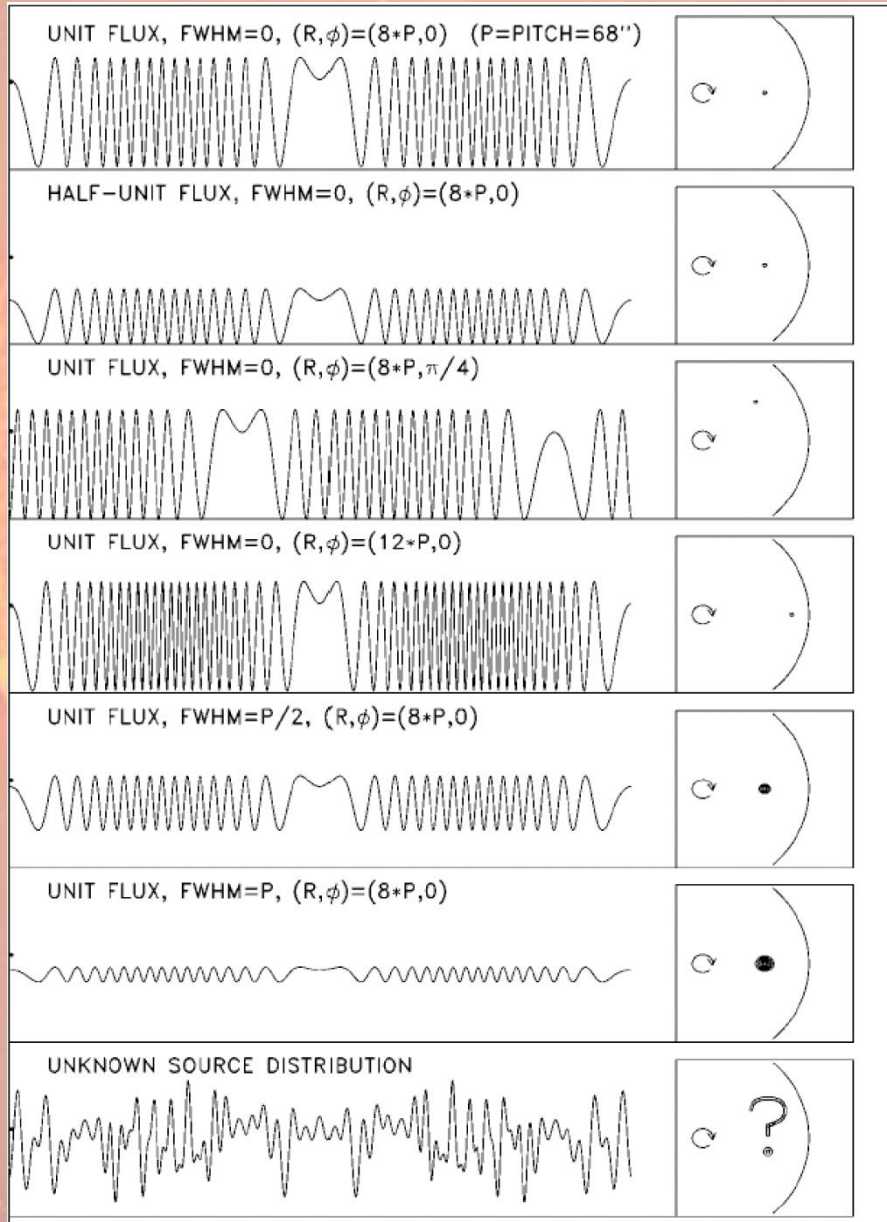 UNIT FLUX, FWHM=0, (R,ϕ)=(8*P,0) (P=PITCH=68'')
HALF-UNIT FLUX, FWHM=0, (R,ϕ)=(8*P,0)
UNIT FLUX, FWHM=0, (R,ϕ)=(8*P,π/4)
UNIT FLUX, FWHM=0, (R,ϕ)=(12*P,0)
UNIT FLUX, FWHM=P/2, (R,ϕ)=(8*P,0)
UNIT FLUX, FWHM=P, (R,ϕ)=(8*P,0)
UNKNOWN SOURCE DISTRIBUTION
?